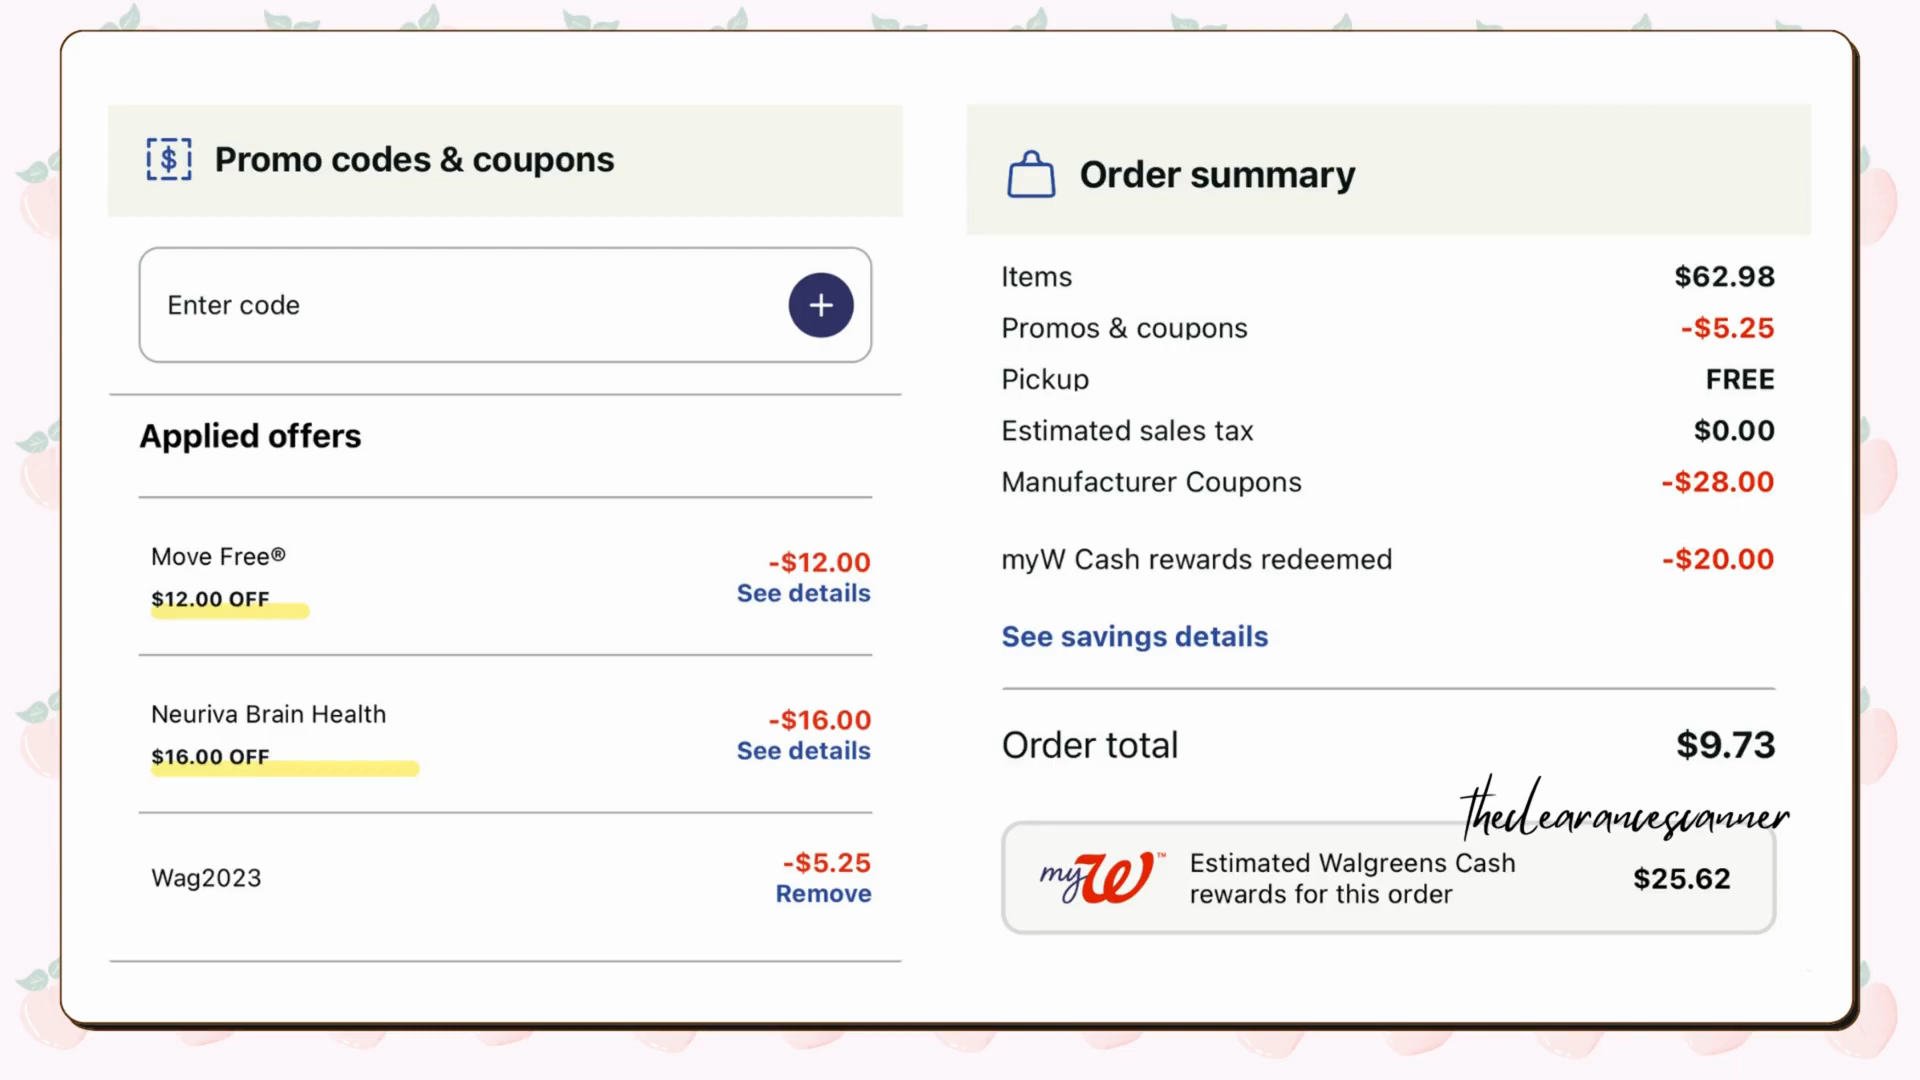 Promo codes & coupons
Enter code
Applied offers
Move Free®
$12.00 OFF
-$12.00
See details
Neuriva Brain Health
$16.00 OFF
-$16.00
See details
Wag2023
-$5.25
Remove
Order summary
Items $62.98
Promos & coupons -$5.25
Pickup FREE
Estimated sales tax $0.00
Manufacturer Coupons -$28.00
myW Cash rewards redeemed -$20.00
See savings details
Order total $9.73
theclearancescanner
myW™ Estimated Walgreens Cash
rewards for this order $25.62